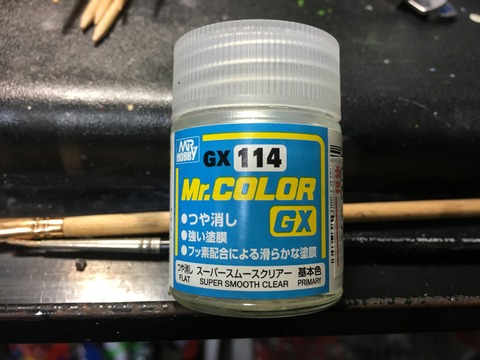 MR HOBBY
GX 114
Mr.COLOR
GX
●つや消し
●強い塗膜
●フッ素配合による滑らかな塗膜
つや消し スーパースムースクリアー 基本色
FLAT SUPER SMOOTH CLEAR PRIMARY